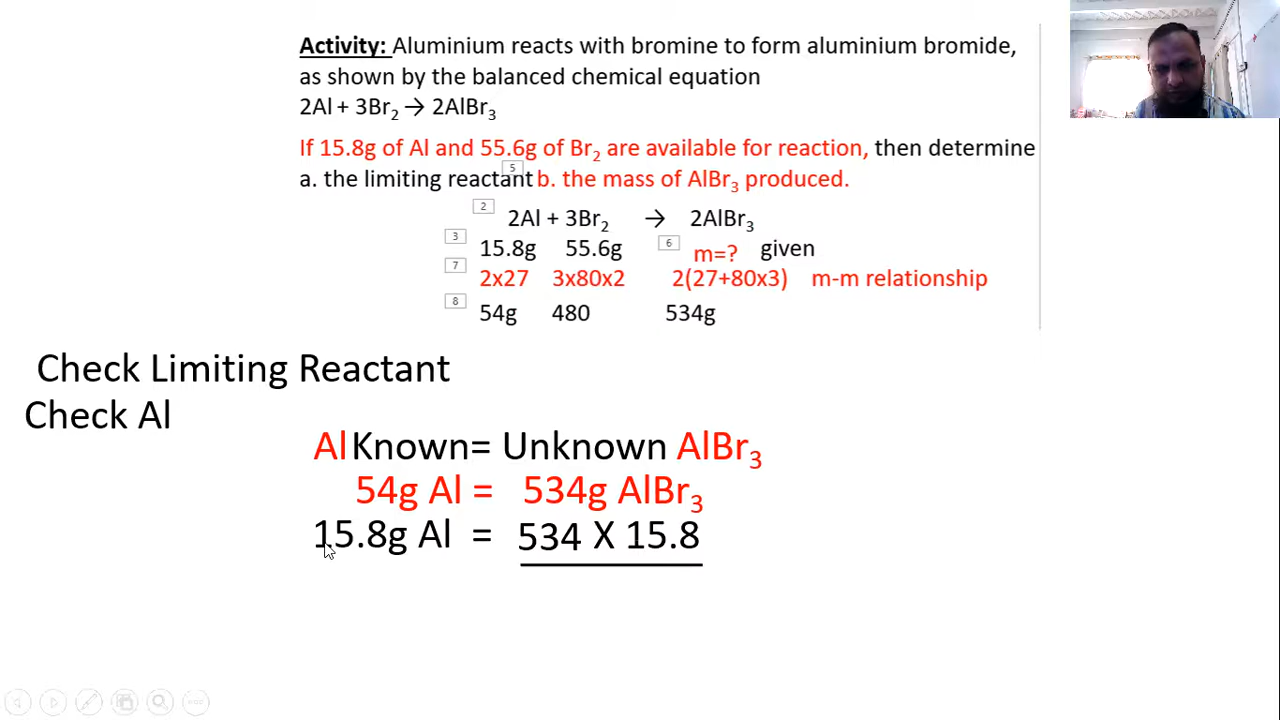 Activity: Aluminium reacts with bromine to form aluminium bromide,
as shown by the balanced chemical equation
2Al + 3Br₂ → 2AlBr₃
If 15.8g of Al and 55.6g of Br₂ are available for reaction, then determine
a. the limiting reactant b. the mass of AlBr₃ produced.
5
2 2Al + 3Br₂ → 2AlBr₃
3 15.8g 55.6g 6 m=? given
7 2x27 3x80x2 2(27+80x3) m-m relationship
8 54g 480 534g
Check Limiting Reactant
Check Al
Al Known= Unknown AlBr₃
54g Al = 534g AlBr₃
15.8g Al = 534 X 15.8